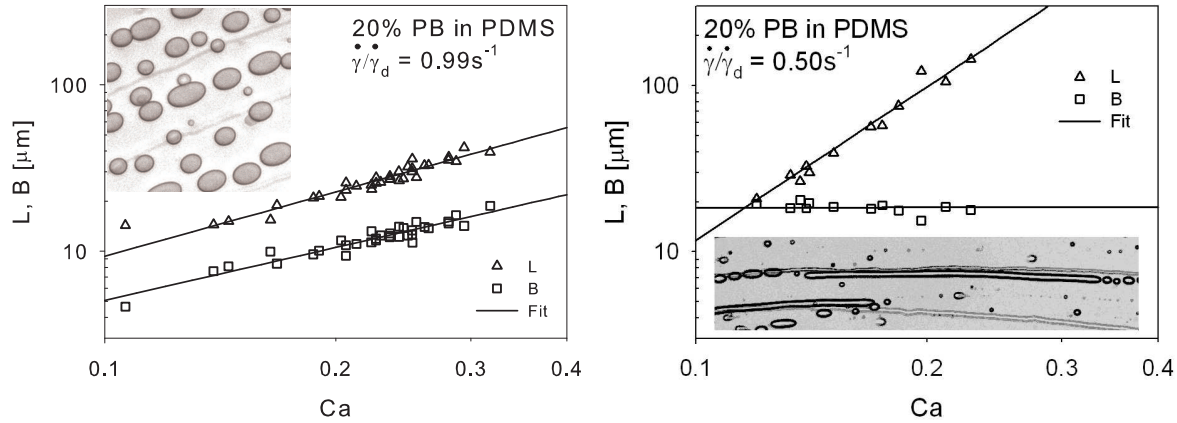 20% PB in PDMS
γ̇/γ̇d = 0.99s-1
100
10
L, B [μm]
L
B
Fit
0.1
0.2
0.3
0.4
Ca
20% PB in PDMS
γ̇/γ̇d = 0.50s-1
100
10
L, B [μm]
L
B
Fit
0.1
0.2
0.3
0.4
Ca